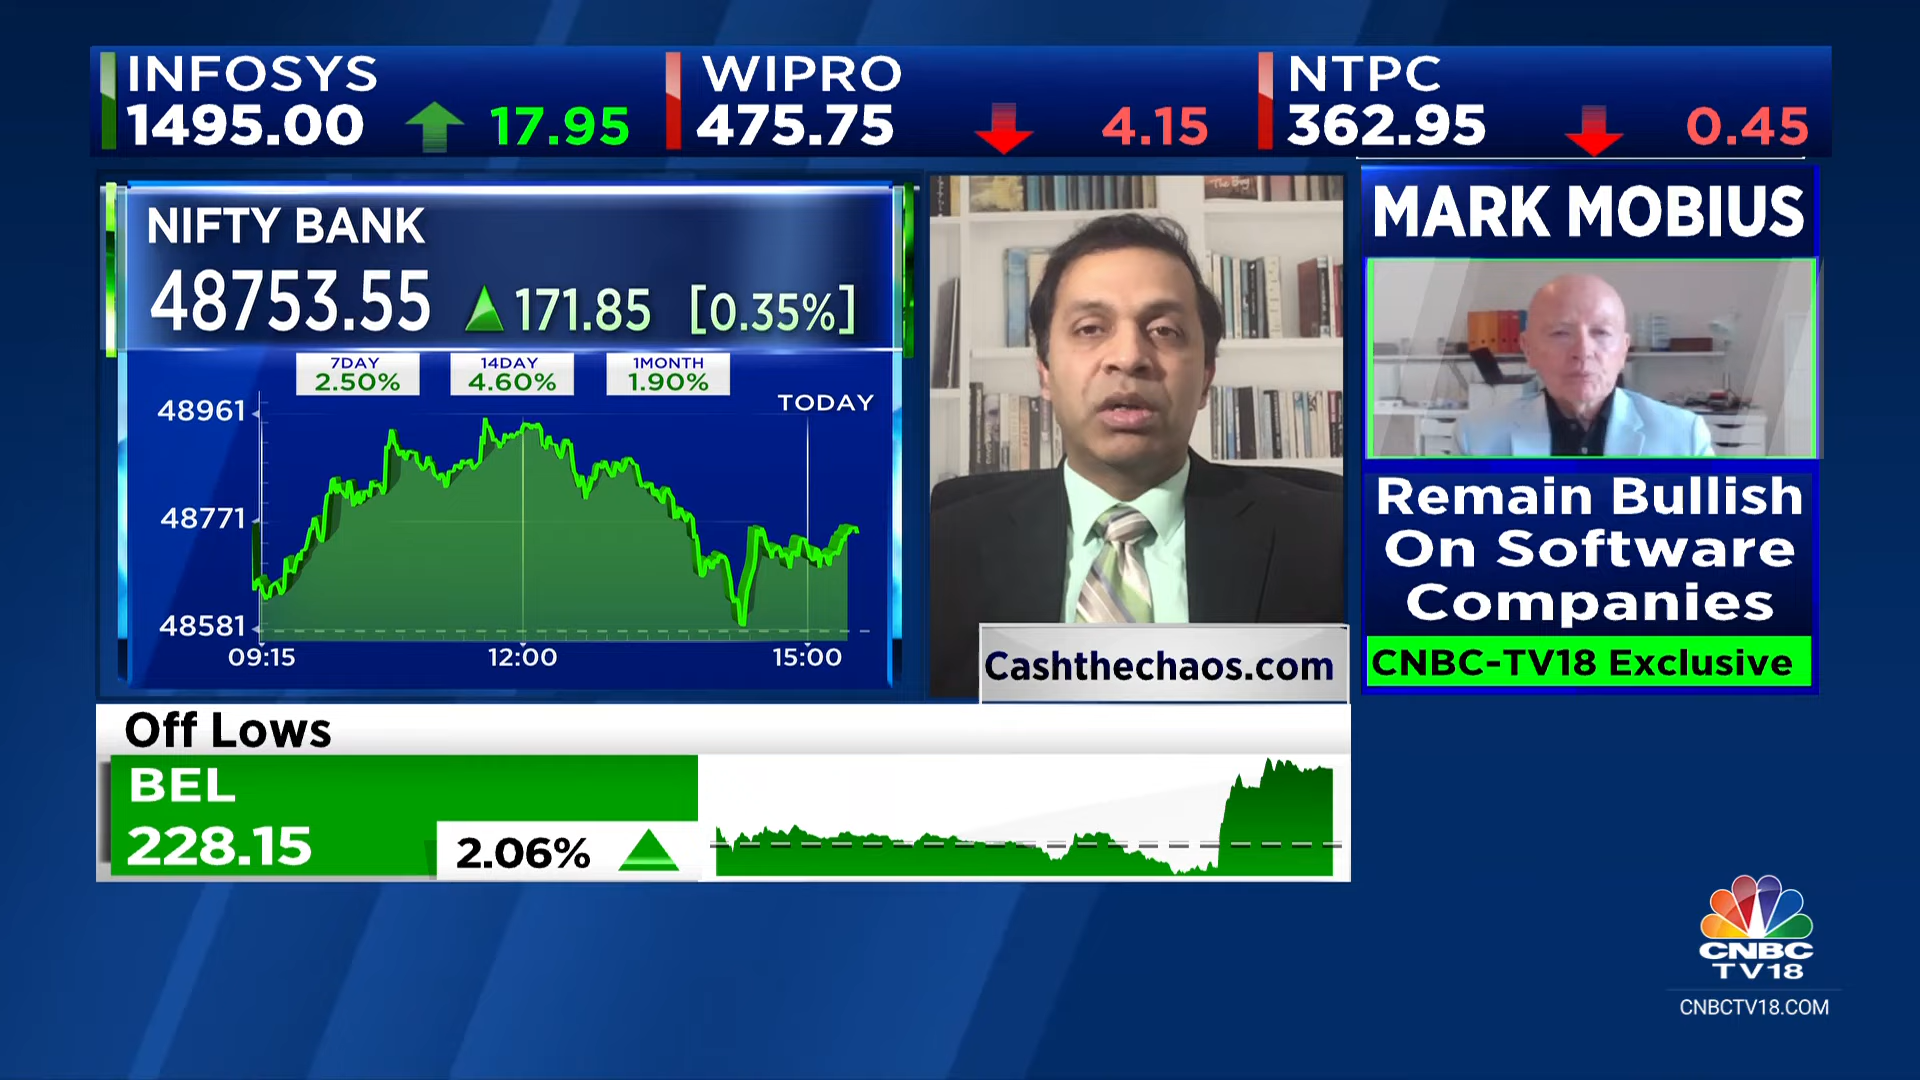 INFOSYS
1495.00 17.95
WIPRO
475.75 4.15
NTPC
362.95 0.45
NIFTY BANK
48753.55 171.85 [0.35%]
7DAY
2.50%
14DAY
4.60%
1MONTH
1.90%
TODAY
48961
48771
48581
09:15 12:00 15:00
Cashthechaos.com
MARK MOBIUS
Remain Bullish
On Software
Companies
CNBC-TV18 Exclusive
Off Lows
BEL
228.15
2.06%
CNBC
TV18
CNBCTV18.COM